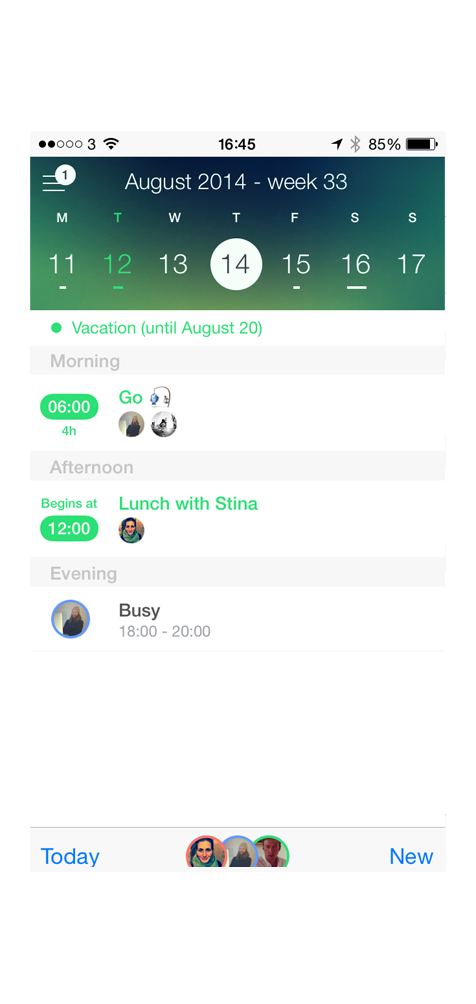 3 16:45 85%
1
August 2014 - week 33
M T W T F S S
11 12 13 14 15 16 17
Vacation (until August 20)
Morning
06:00 Go
4h
Afternoon
Begins at Lunch with Stina
12:00
Evening
Busy
18:00 - 20:00
Today New